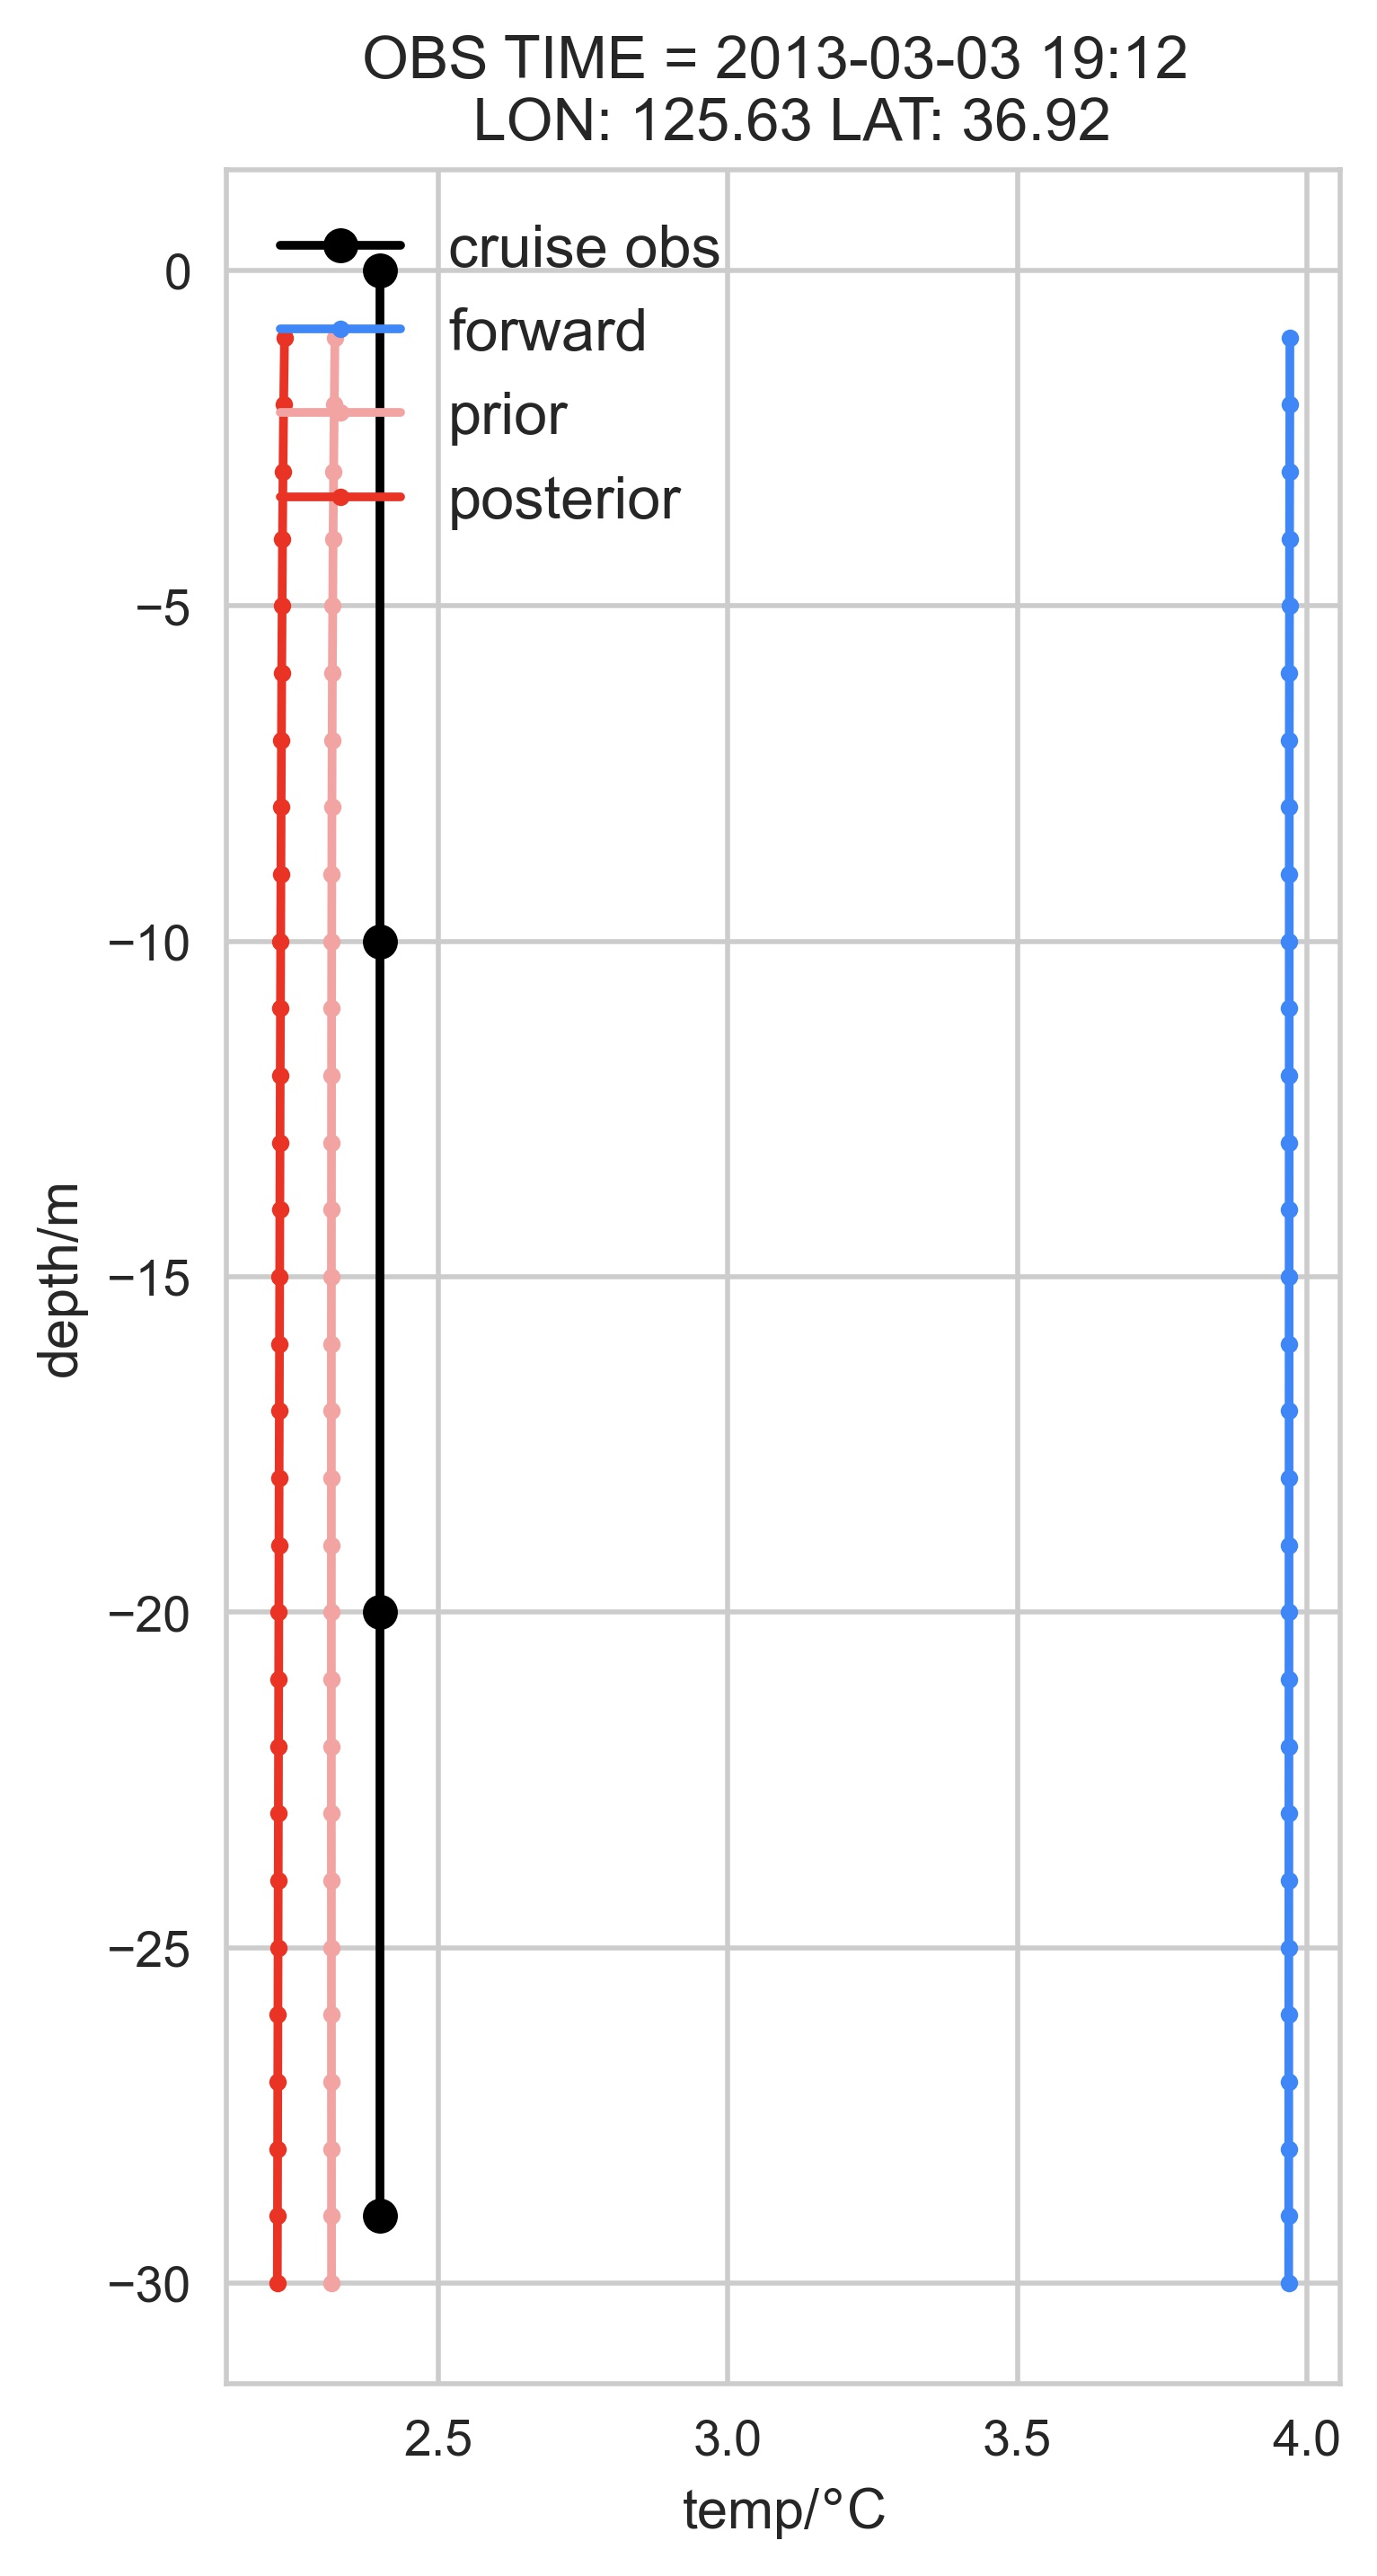 OBS TIME = 2013-03-03 19:12
LON: 125.63 LAT: 36.92
cruise obs
forward
prior
posterior
0
−5
−10
−15
−20
−25
−30
depth/m
2.5 3.0 3.5 4.0
temp/°C